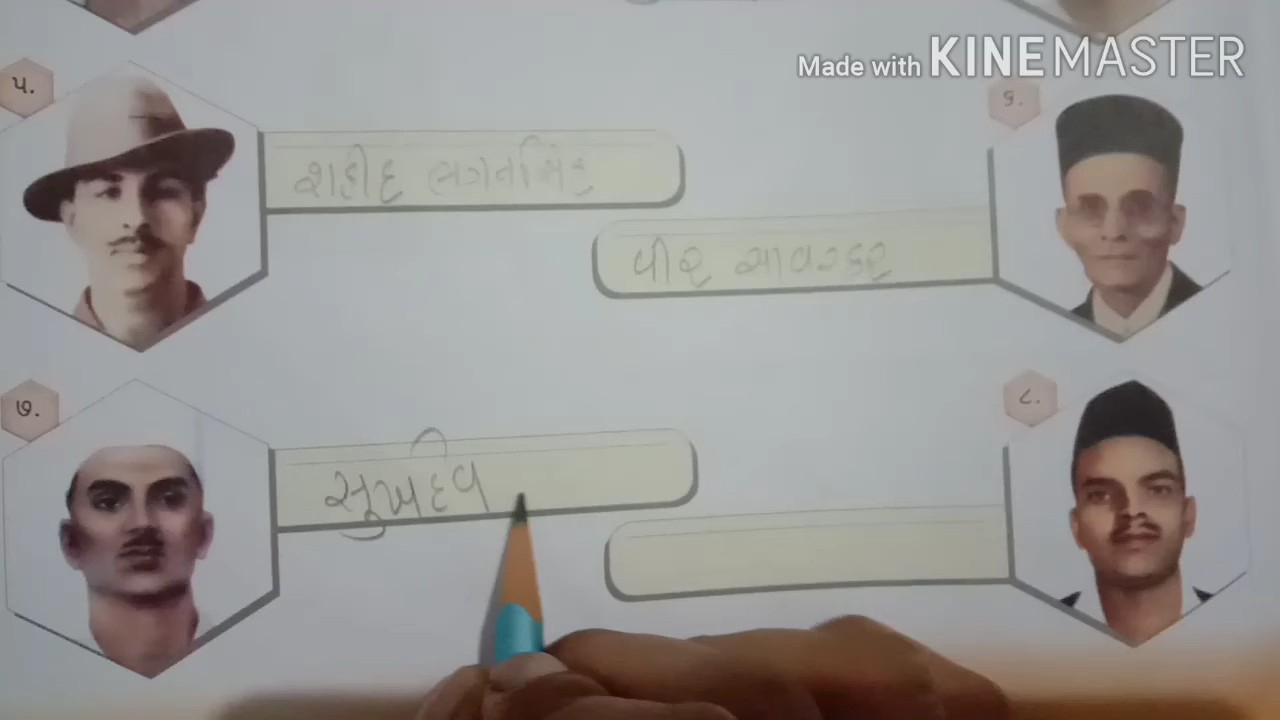 Made with KINEMASTER
૫.
શહીદ ભગતસિંહ
૬.
વીર સાવરકર
૭.
સુખદેવ
૮.